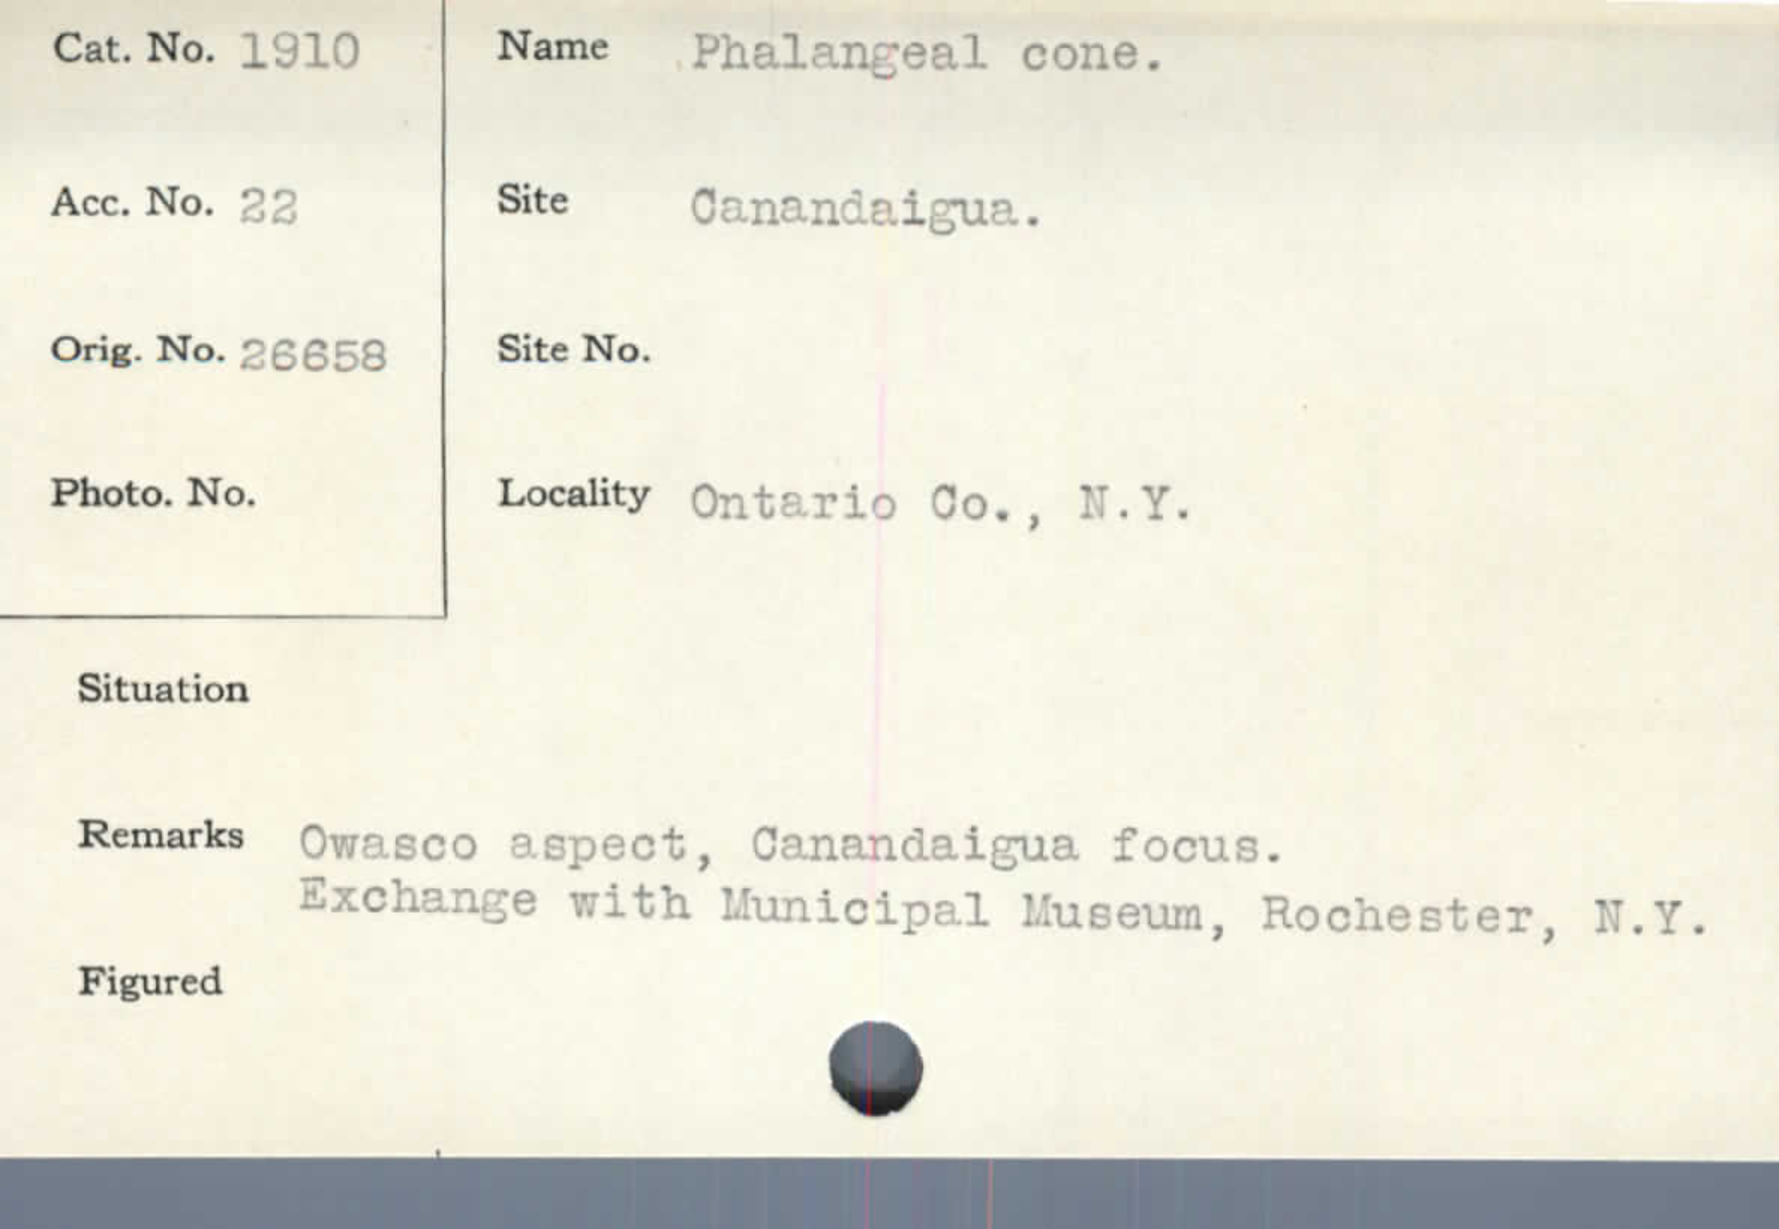 Cat. No. 1910
Name Phalangeal cone.
Acc. No. 22
Site Canandaigua.
Orig. No. 26658
Site No.
Photo. No.
Locality Ontario Co., N.Y.
Situation
Remarks Owasco aspect, Canandaigua focus.
Exchange with Municipal Museum, Rochester, N.Y.
Figured